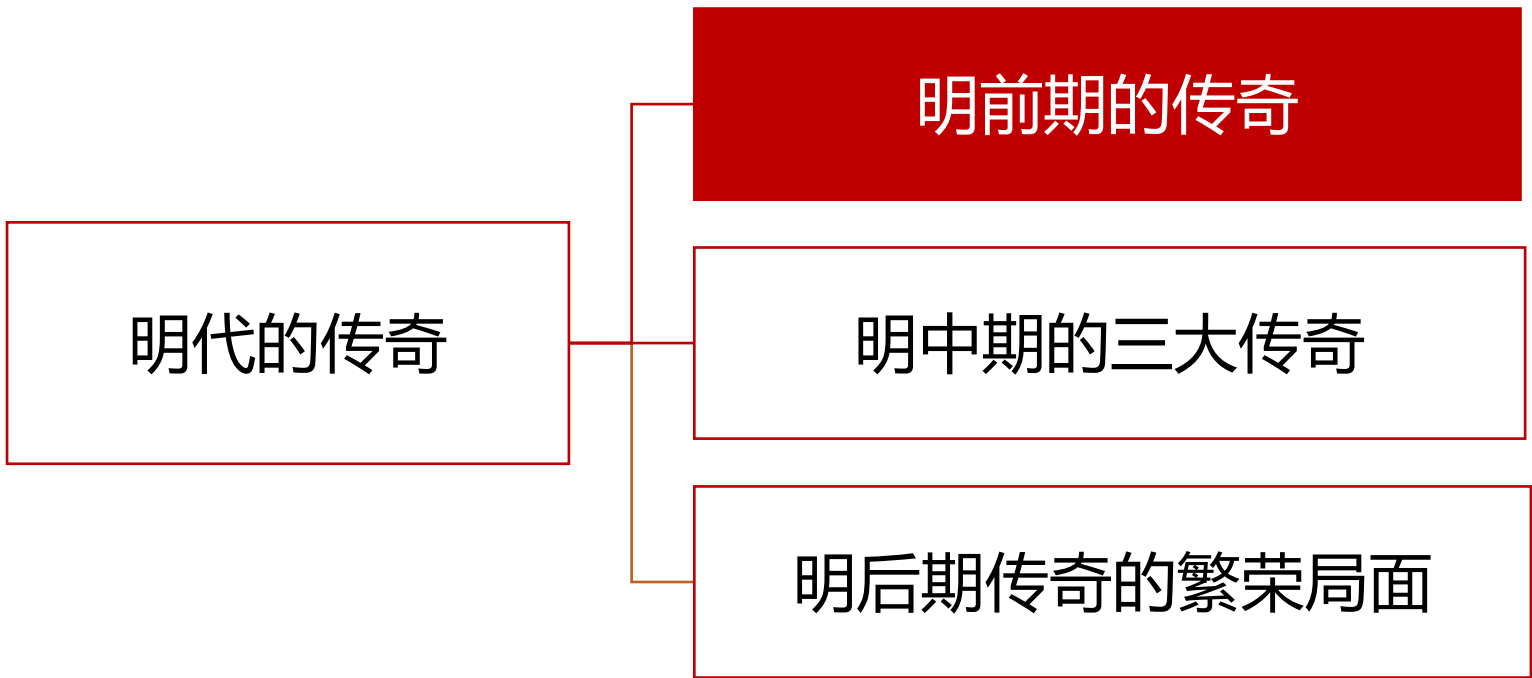 明前期的传奇
明代的传奇
明中期的三大传奇
明后期传奇的繁荣局面